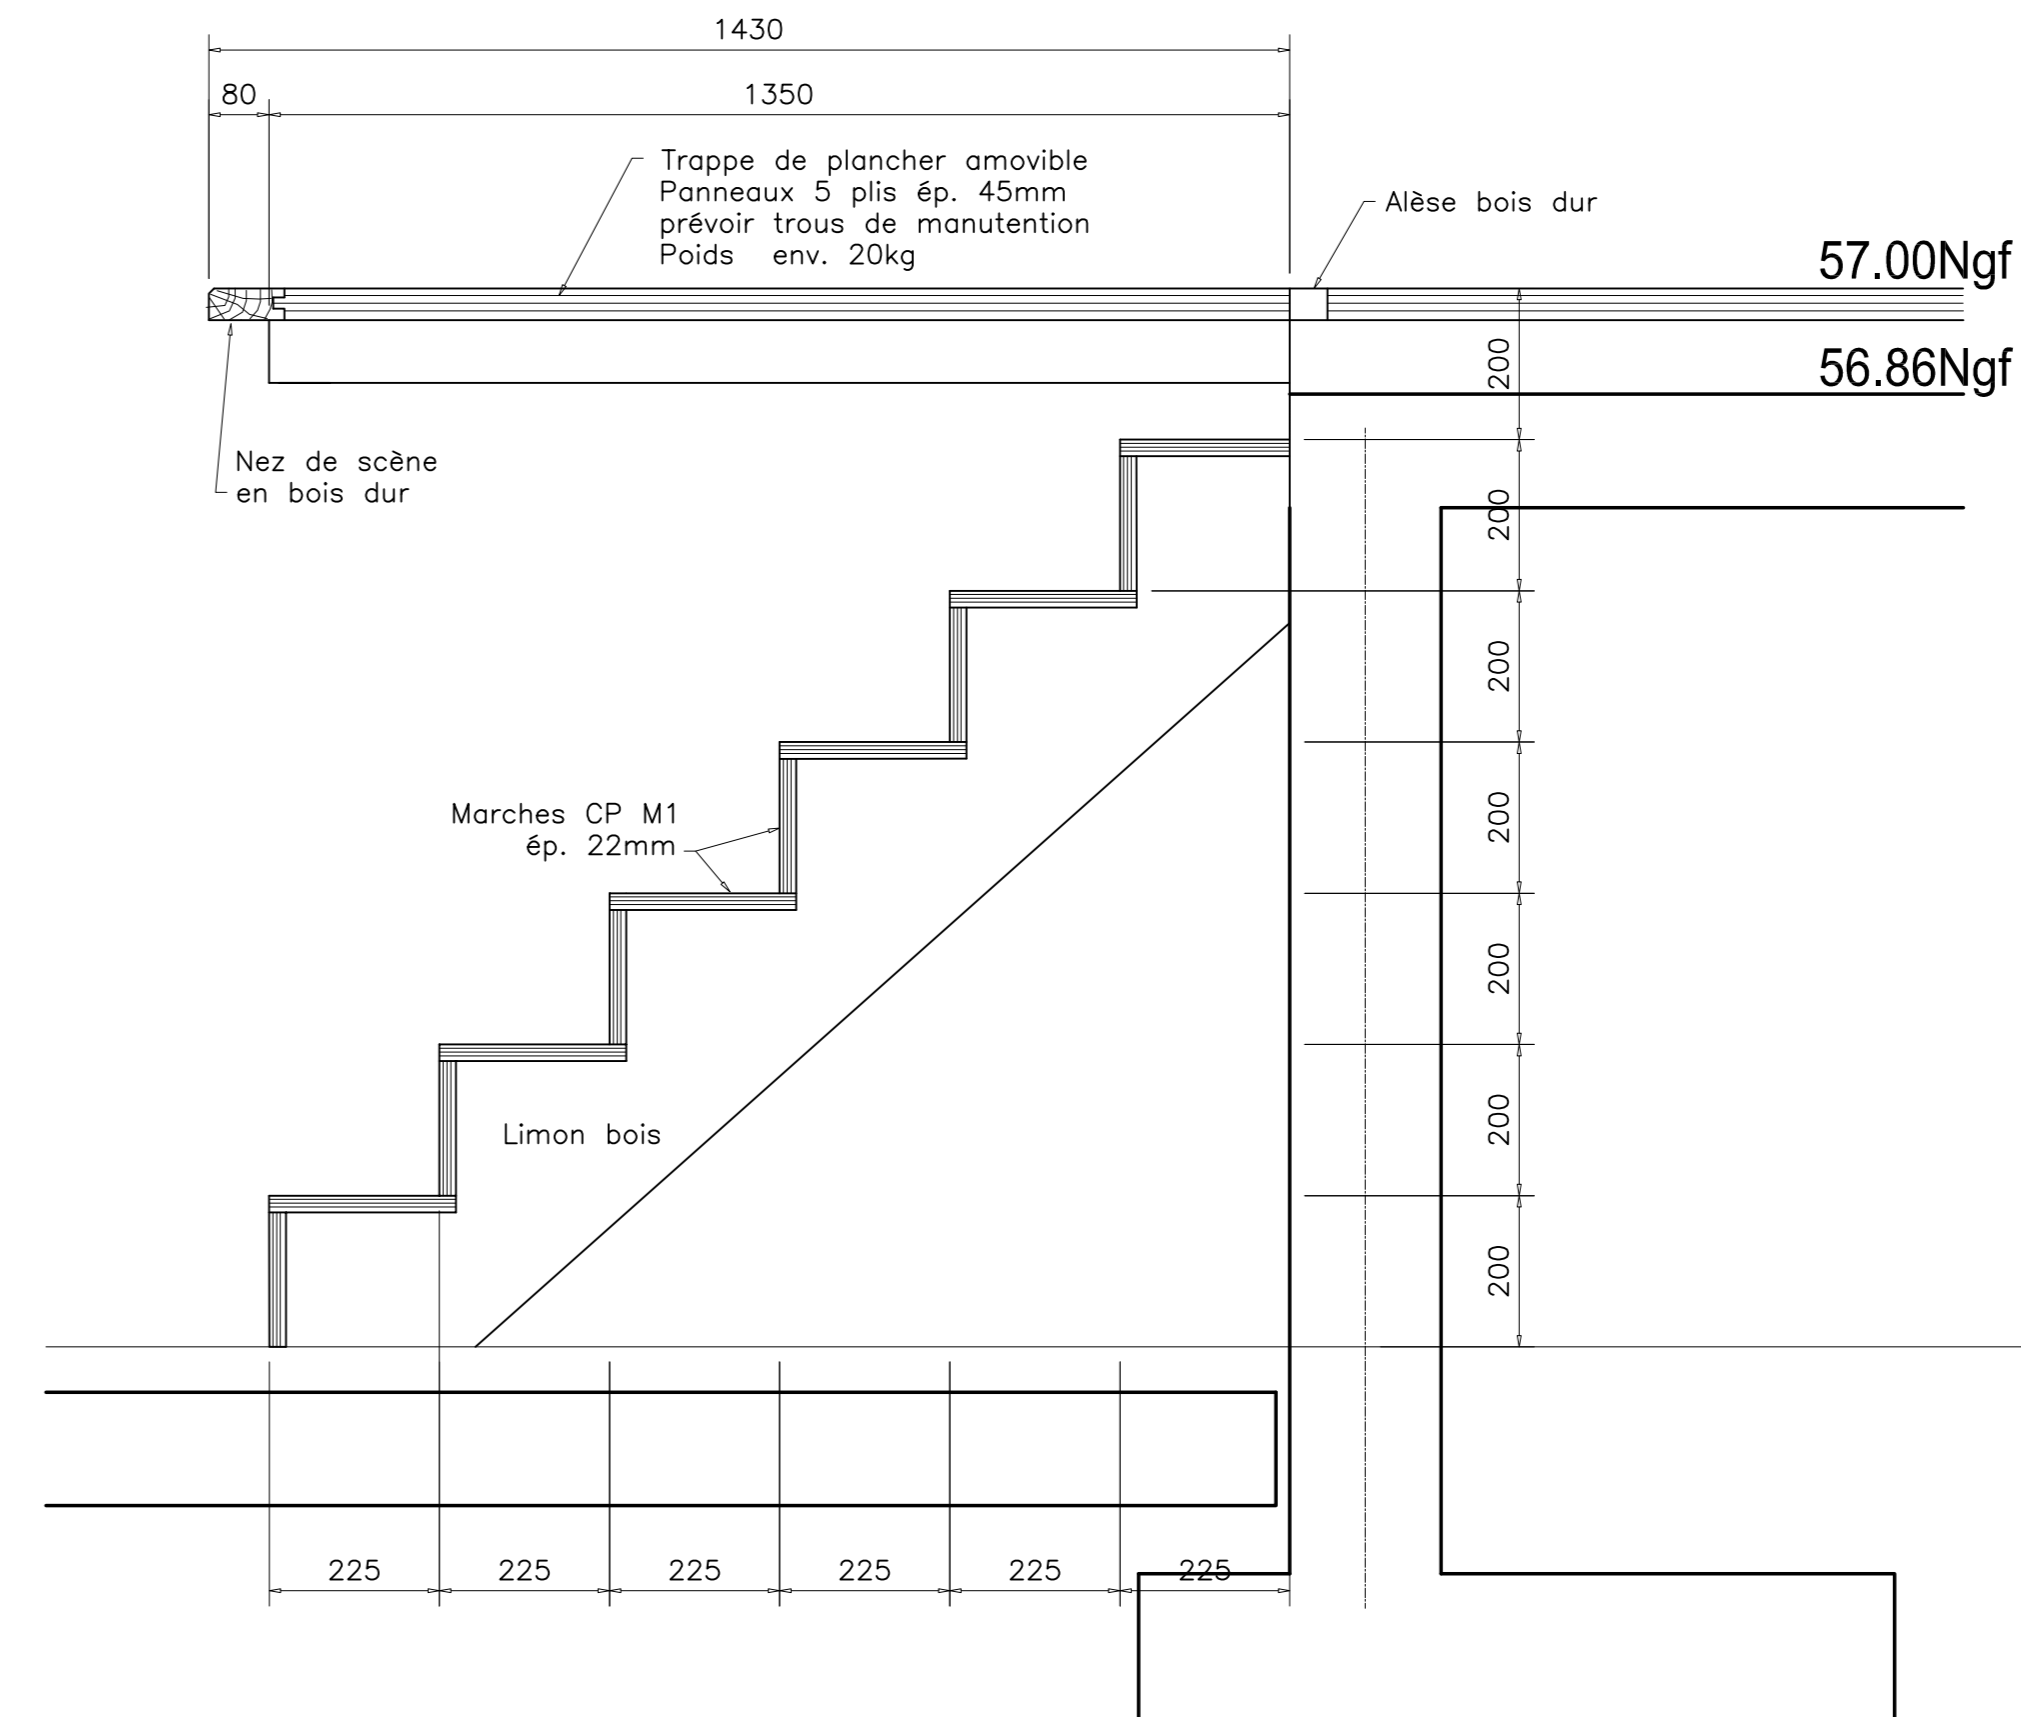 1430
80
1350
Trappe de plancher amovible
Panneaux 5 plis ép. 45mm
prévoir trous de manutention
Poids env. 20kg
Alèse bois dur
57.00Ngf
56.86Ngf
200
Nez de scène
en bois dur
200
200
Marches CP M1
ép. 22mm
200
200
200
Limon bois
200
225
225
225
225
225
225